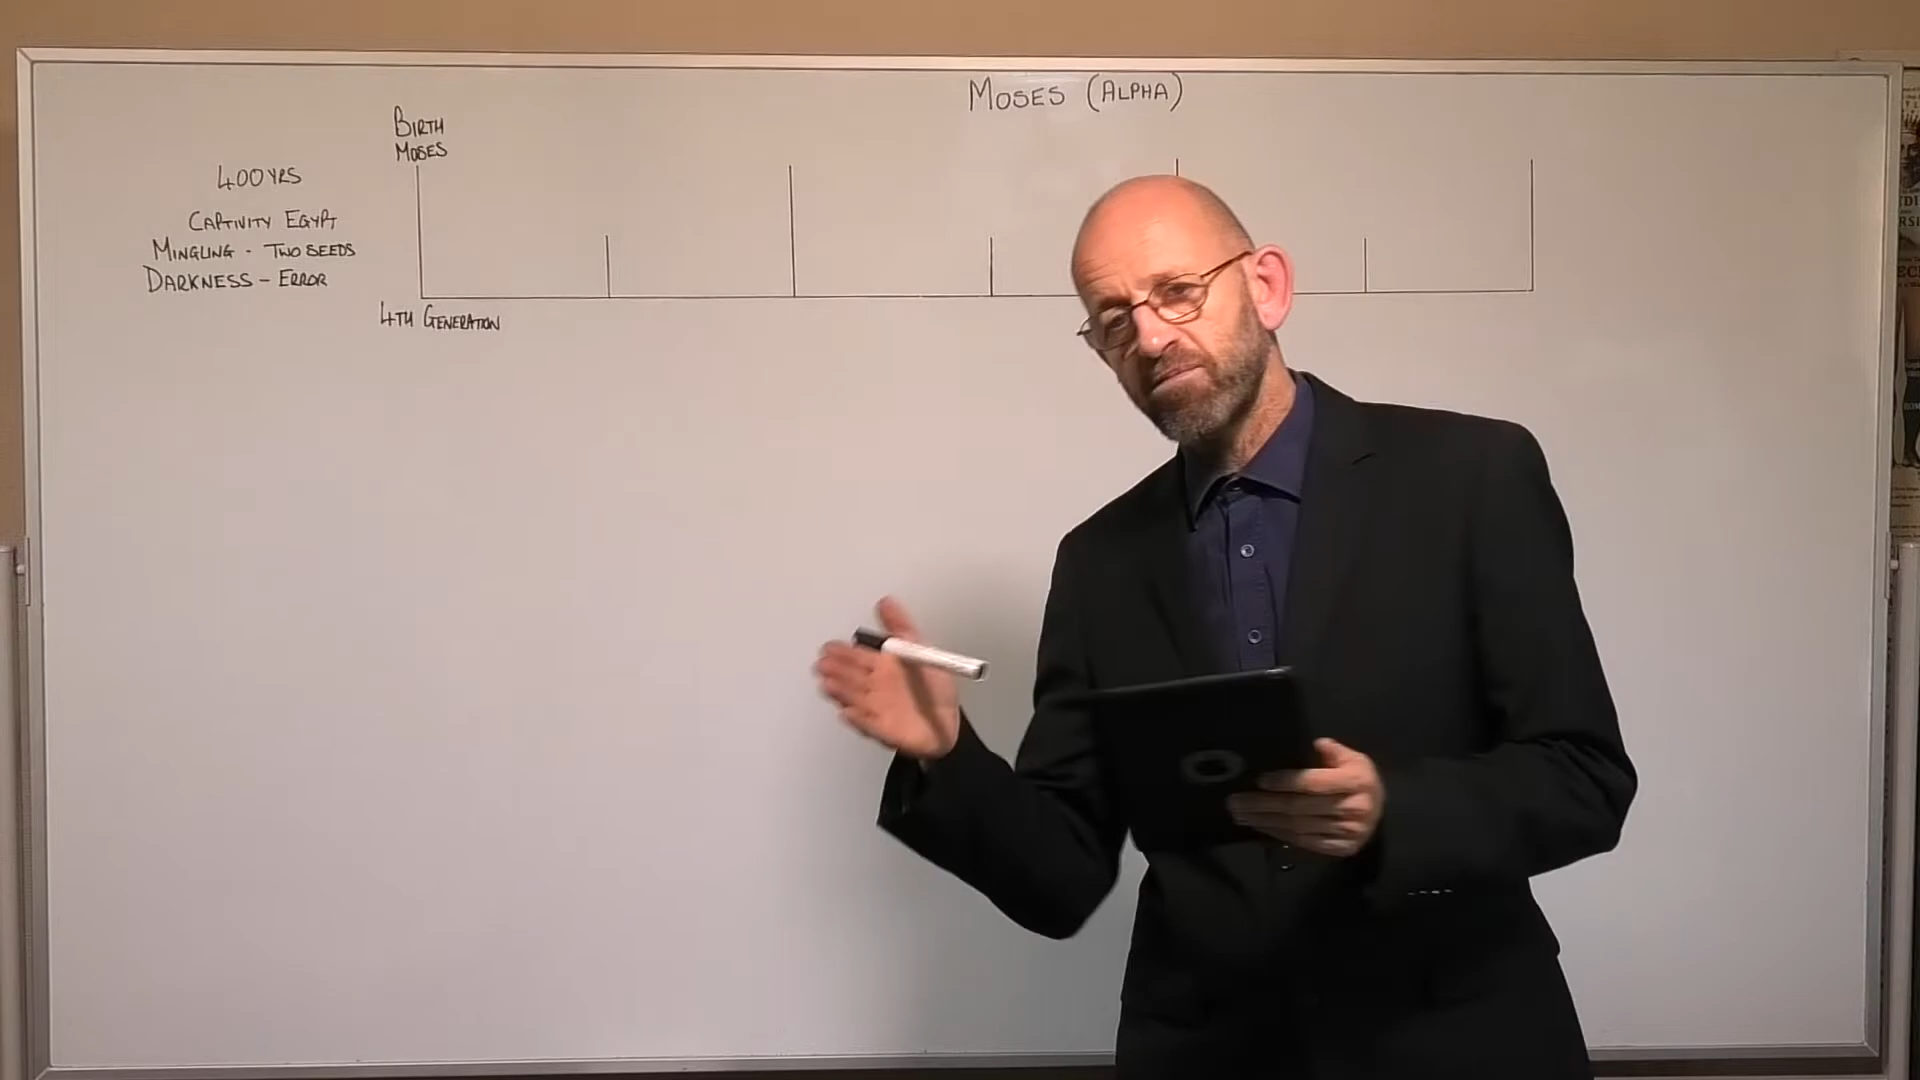 MOSES (ALPHA)
BIRTH
MOSES
400 YRS
CAPTIVITY EGYPT
MINGLING - TWO SEEDS
DARKNESS - ERROR
4TH GENERATION